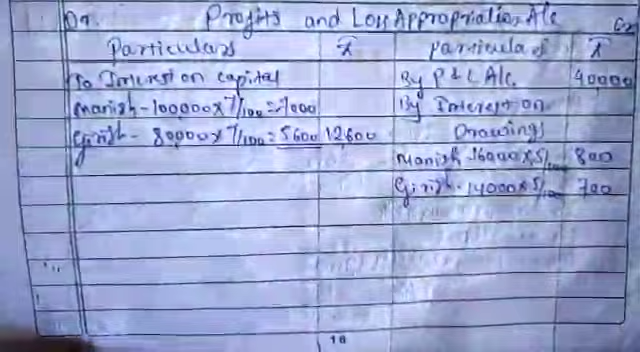 Dr. Profits and Loss Appropriation A/c Cr
Particulars ₹ Particulars ₹
To Interest on capital By P & L A/c 40000
Manish - 100000 x 7/100 = 7000 By Interest on
Girish - 80000 x 7/100 = 5600 12600 Drawings
Manish 16000 x 5/100 800
Girish - 14000 x 5/100 700
16